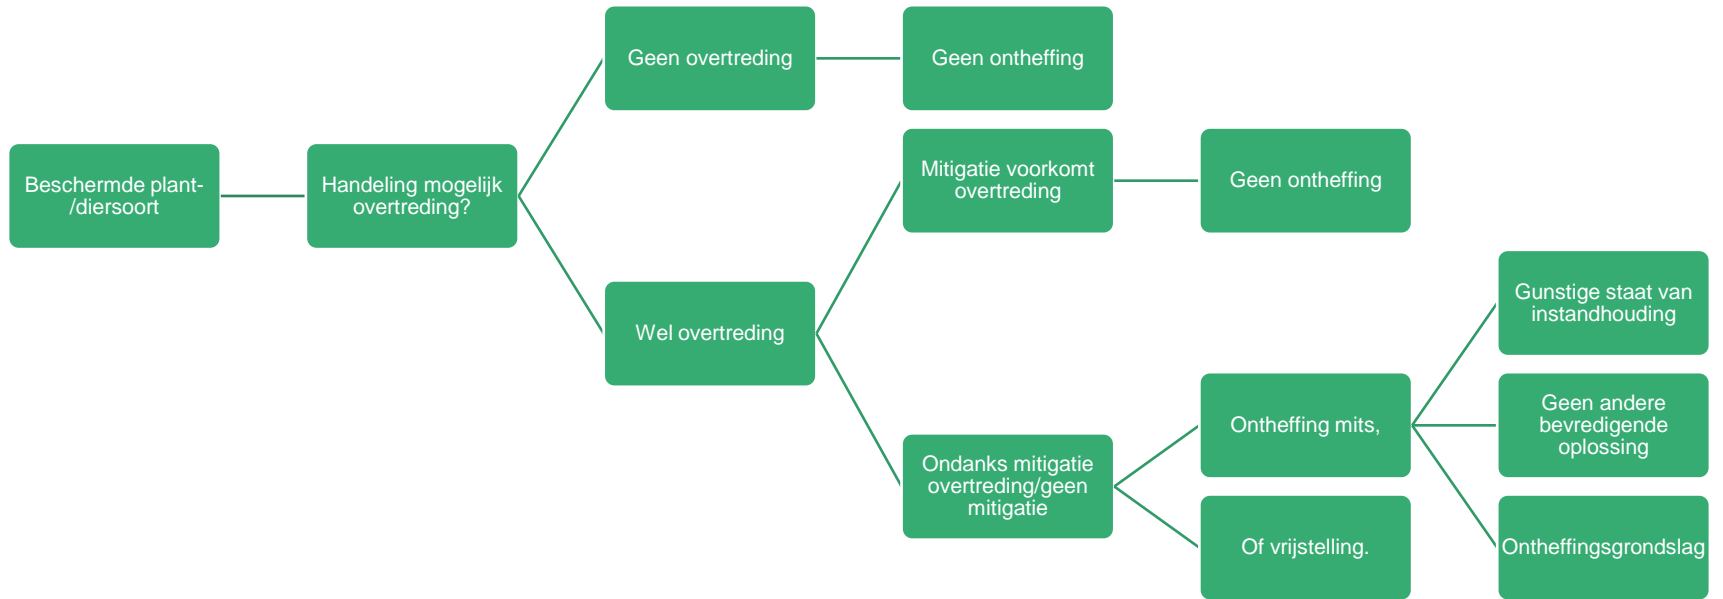 Beschermde plant-
/diersoort
Handeling mogelijk
overtreding?
Geen overtreding
Geen ontheffing
Wel overtreding
Mitigatie voorkomt
overtreding
Geen ontheffing
Ondanks mitigatie
overtreding/geen
mitigatie
Ontheffing mits,
Gunstige staat van
instandhouding
Geen andere
bevredigende
oplossing
Ontheffingsgrondslag
Of vrijstelling.